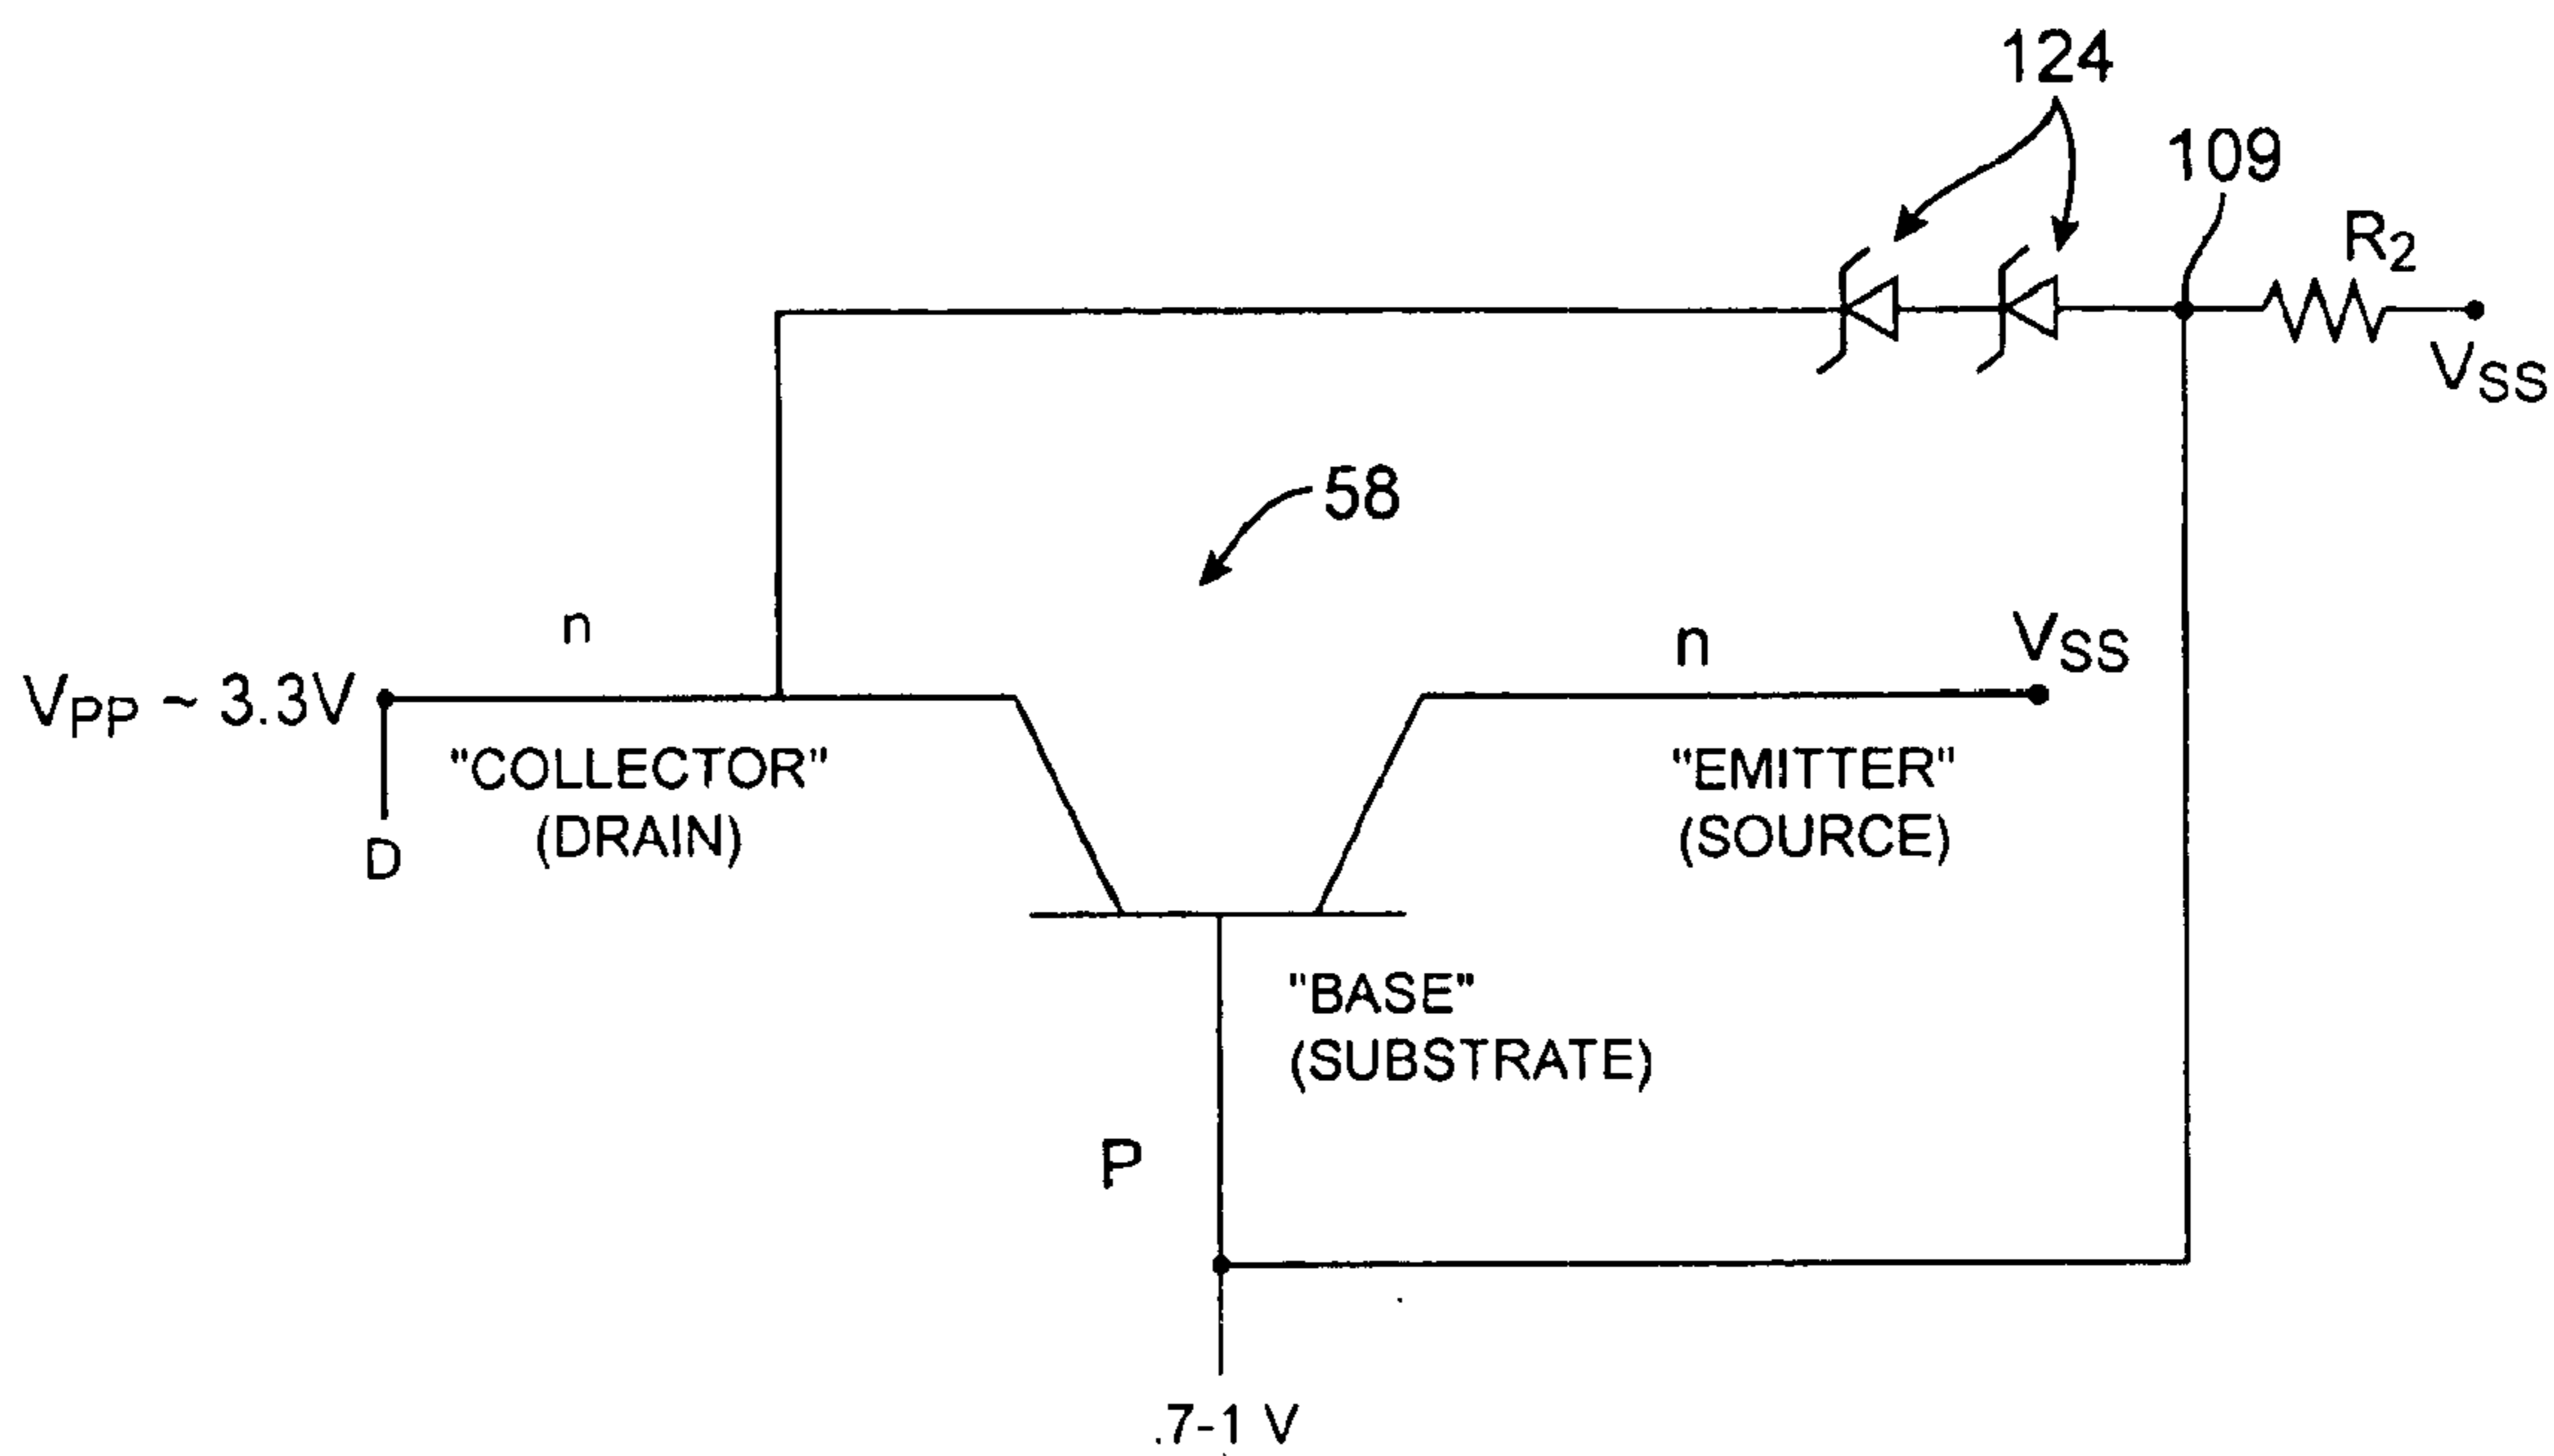 124
109
R2
VSS
58
n
n
VSS
VPP ~ 3.3V
"COLLECTOR"
(DRAIN)
"EMITTER"
(SOURCE)
D
"BASE"
(SUBSTRATE)
P
.7-1 V